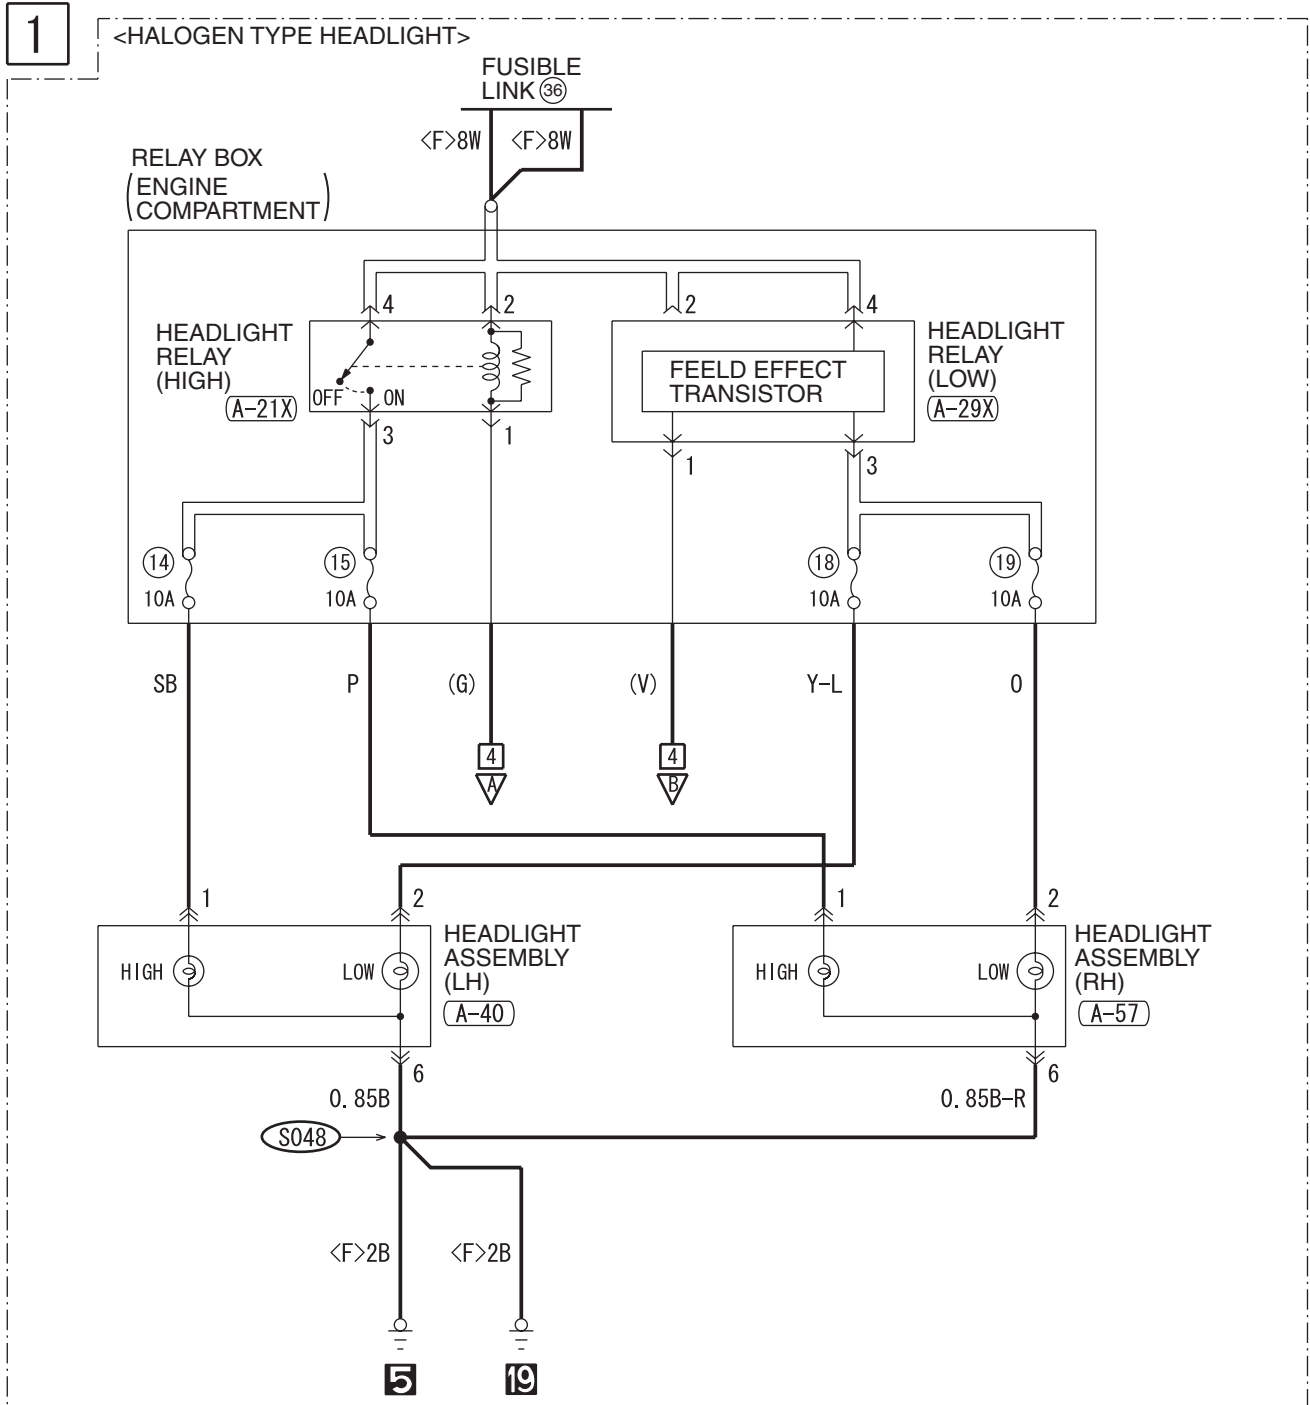 1
<HALOGEN TYPE HEADLIGHT>
FUSIBLE
LINK 36
<F>8W <F>8W
RELAY BOX
(ENGINE
COMPARTMENT)
4 2 2 4
HEADLIGHT
RELAY
(HIGH)
A-21X
OFF ON
FEELD EFFECT
TRANSISTOR
HEADLIGHT
RELAY
(LOW)
A-29X
3 1 1 3
14 15 18 19
10A 10A 10A 10A
SB P (G) (V) Y-L O
4 4
A B
1 2 1 2
HIGH LOW
HEADLIGHT
ASSEMBLY
(LH)
A-40
HIGH LOW
HEADLIGHT
ASSEMBLY
(RH)
A-57
6 6
0.85B 0.85B-R
S048
<F>2B <F>2B
5 19